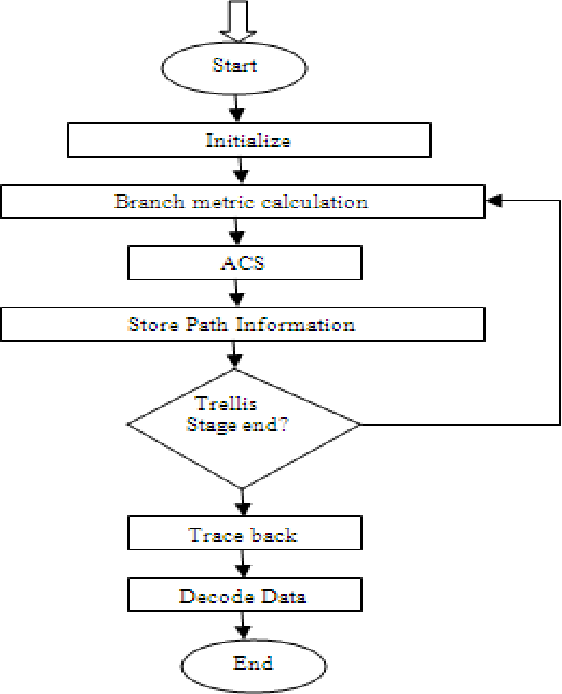 Start
Initialize
Branch metric calculation
ACS
Store Path Information
Trellis
Stage end?
Trace back
Decode Data
End